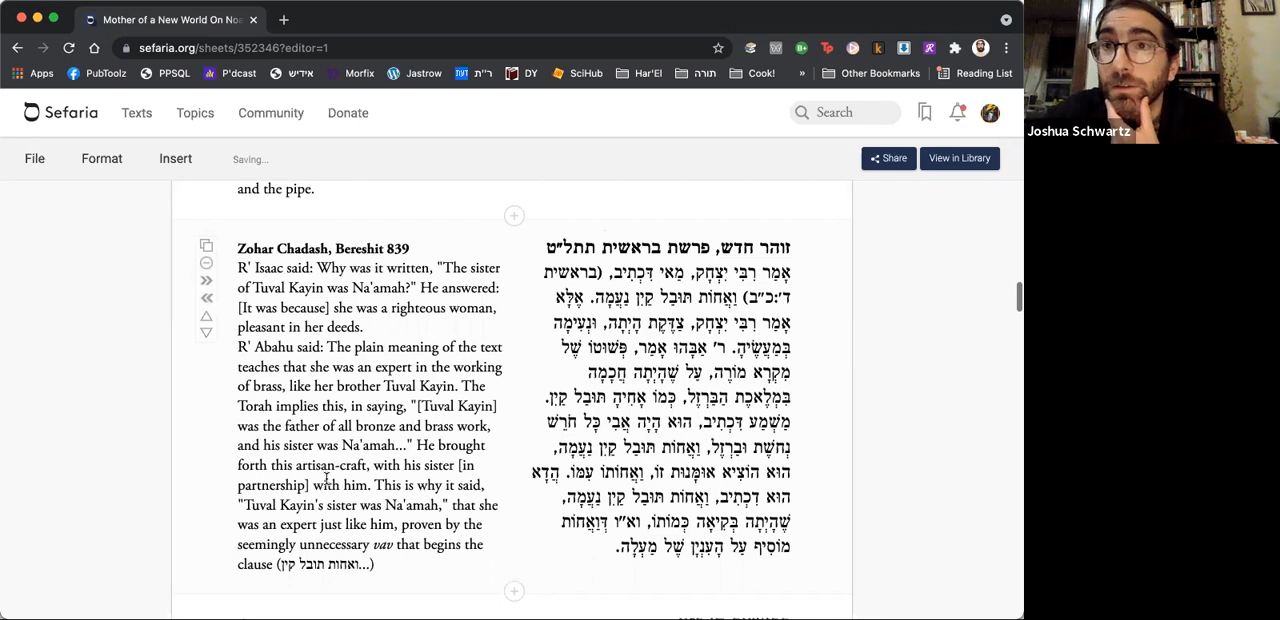 Mother of a New World On Noa
sefaria.org/sheets/352346?editor=1
Apps PubToolz PPSQL P'dcast אידיש Morfix Jastrow ר״ת DY SciHub Har'El תורה Cook! » Other Bookmarks Reading List
Sefaria Texts Topics Community Donate Search
File Format Insert Saving... Share View in Library
Joshua Schwartz
and the pipe.
Zohar Chadash, Bereshit 839
R' Isaac said: Why was it written, "The sister
of Tuval Kayin was Na'amah?" He answered:
[It was because] she was a righteous woman,
pleasant in her deeds.
R' Abahu said: The plain meaning of the text
teaches that she was an expert in the working
of brass, like her brother Tuval Kayin. The
Torah implies this, in saying, "[Tuval Kayin]
was the father of all bronze and brass work,
and his sister was Na'amah..." He brought
forth this artisan-craft, with his sister [in
partnership] with him. This is why it said,
"Tuval Kayin's sister was Na'amah," that she
was an expert just like him, proven by the
seemingly unnecessary vav that begins the
clause (ואחות תובל קין...)
זוהר חדש, פרשת בראשית תתל״ט
אָמַר רִבִּי יִצְחָק, מַאי דִּכְתִיב, (בראשית
ד׳:כ״ב) וַאֲחוֹת תּוּבַל קַיִן נַעֲמָה. אֶלָּא
אָמַר רִבִּי יִצְחָק, צַדֶּקֶת הָיְתָה, וּנְעִימָה
בְּמַעֲשֶׂיהָ. ר׳ אַבָּהוּ אָמַר, פְּשׁוּטוֹ שֶׁל
מִקְרָא מוֹרֶה, עַל שֶׁהָיְתָה חֲכָמָה
בִּמְלֶאכֶת הַבַּרְזֶל, כְּמוֹ אָחִיהָ תּוּבַל קַיִן.
מַשְׁמַע דִּכְתִיב, הוּא הָיָה אֲבִי כָּל חֹרֵשׁ
נְחֹשֶׁת וּבַרְזֶל, וַאֲחוֹת תּוּבַל קַיִן נַעֲמָה,
הוּא הוֹצִיא אוּמָּנוּת זוֹ, וַאֲחוֹתוֹ עִמּוֹ. הֲדָא
הוּא דִכְתִיב, וַאֲחוֹת תּוּבַל קַיִן נַעֲמָה,
שֶׁהָיְתָה בְּקִיאָה כְּמוֹתוֹ, וא״ו דְּוַאֲחוֹת
מוֹסִיף עַל הָעִנְיָן שֶׁל מַעְלָה.